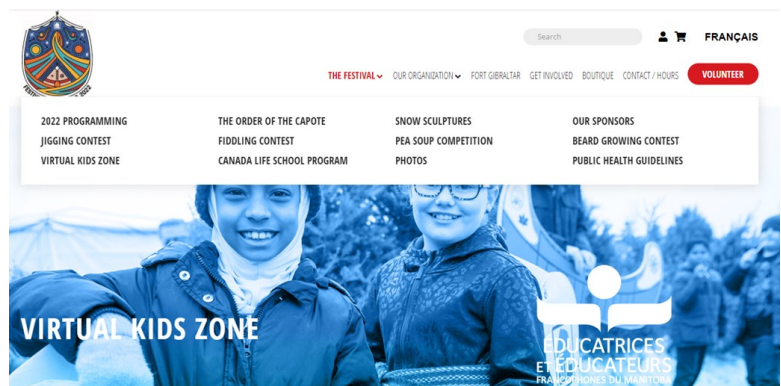 Search
FRANÇAIS
THE FESTIVAL OUR ORGANIZATION FORT GIBRALTAR GET INVOLVED BOUTIQUE CONTACT / HOURS VOLUNTEER
2022 PROGRAMMING THE ORDER OF THE CAPOTE SNOW SCULPTURES OUR SPONSORS
JIGGING CONTEST FIDDLING CONTEST PEA SOUP COMPETITION BEARD GROWING CONTEST
VIRTUAL KIDS ZONE CANADA LIFE SCHOOL PROGRAM PHOTOS PUBLIC HEALTH GUIDELINES
VIRTUAL KIDS ZONE
ÉDUCATRICES
ET ÉDUCATEURS
FRANCOPHONES DU MANITOBA